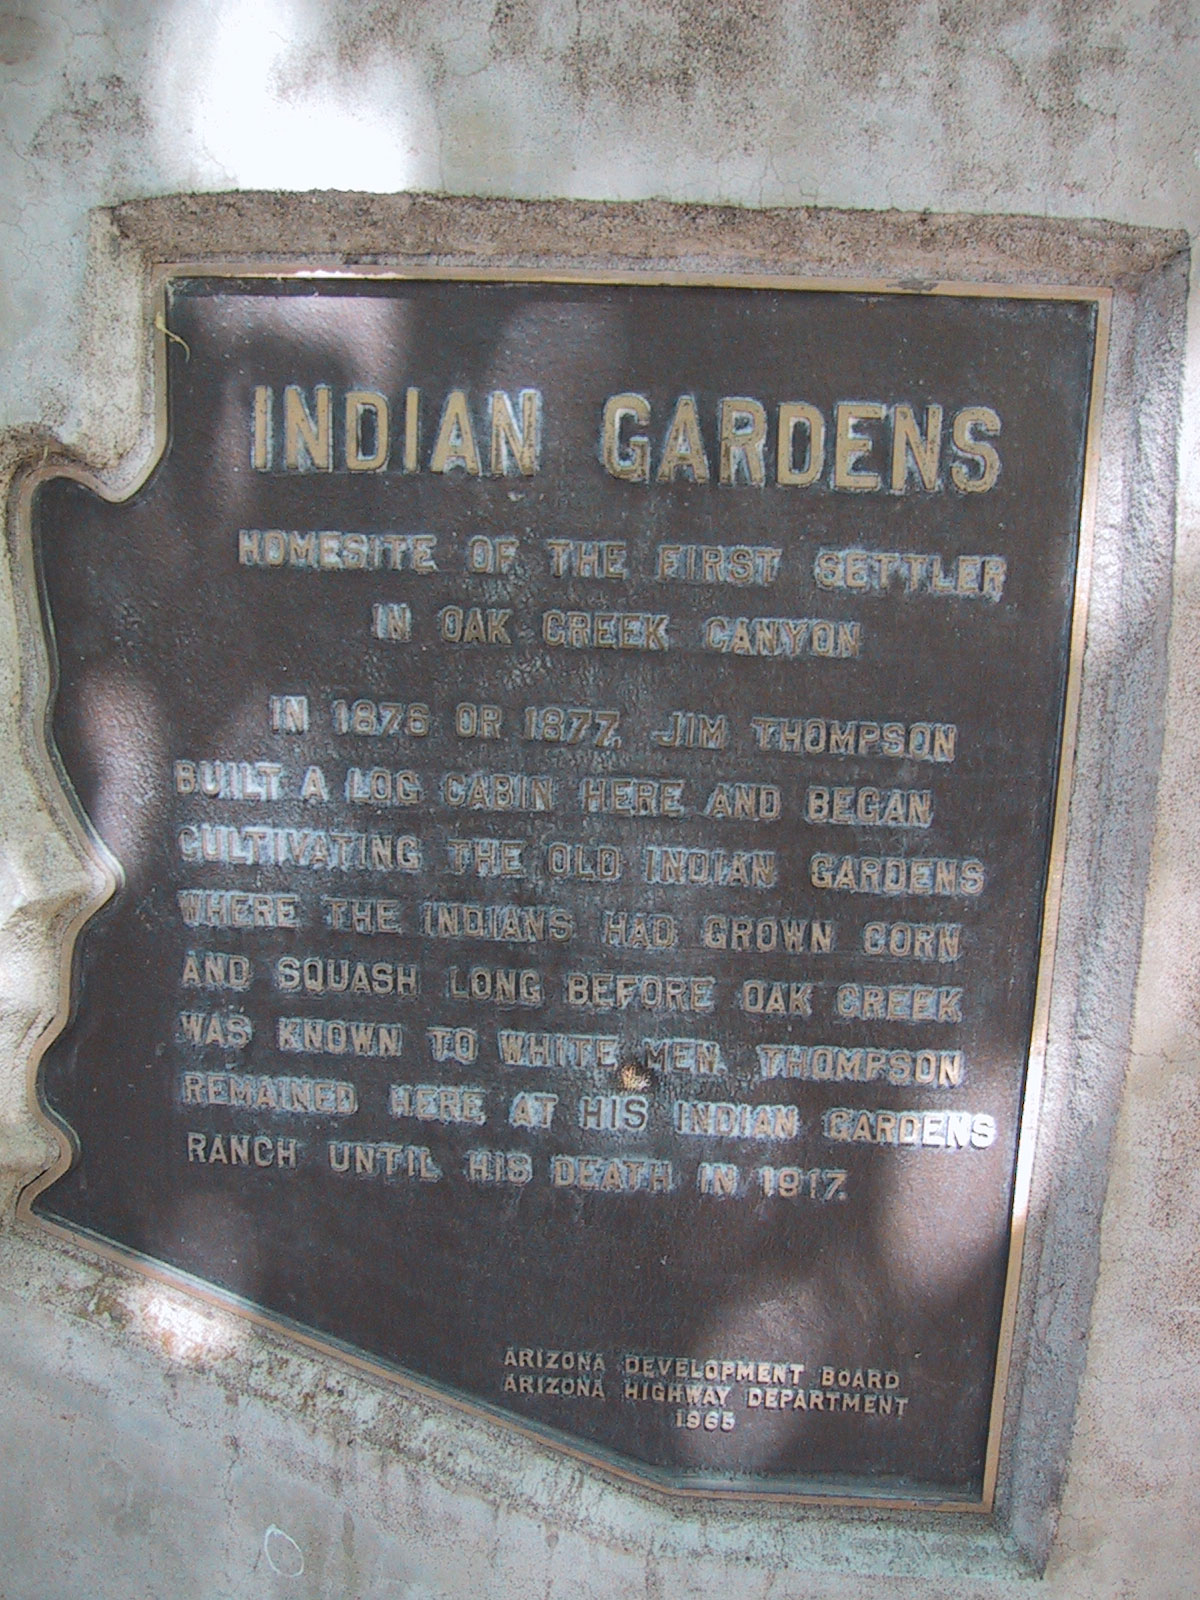 INDIAN GARDENS
HOMESITE OF THE FIRST SETTLER
IN OAK CREEK CANYON
IN 1876 OR 1877, JIM THOMPSON
BUILT A LOG CABIN HERE AND BEGAN
CULTIVATING THE OLD INDIAN GARDENS
WHERE THE INDIANS HAD GROWN CORN
AND SQUASH LONG BEFORE OAK CREEK
WAS KNOWN TO WHITE MEN. THOMPSON
REMAINED HERE AT HIS INDIAN GARDENS
RANCH UNTIL HIS DEATH IN 1917.
ARIZONA DEVELOPMENT BOARD
ARIZONA HIGHWAY DEPARTMENT
1965